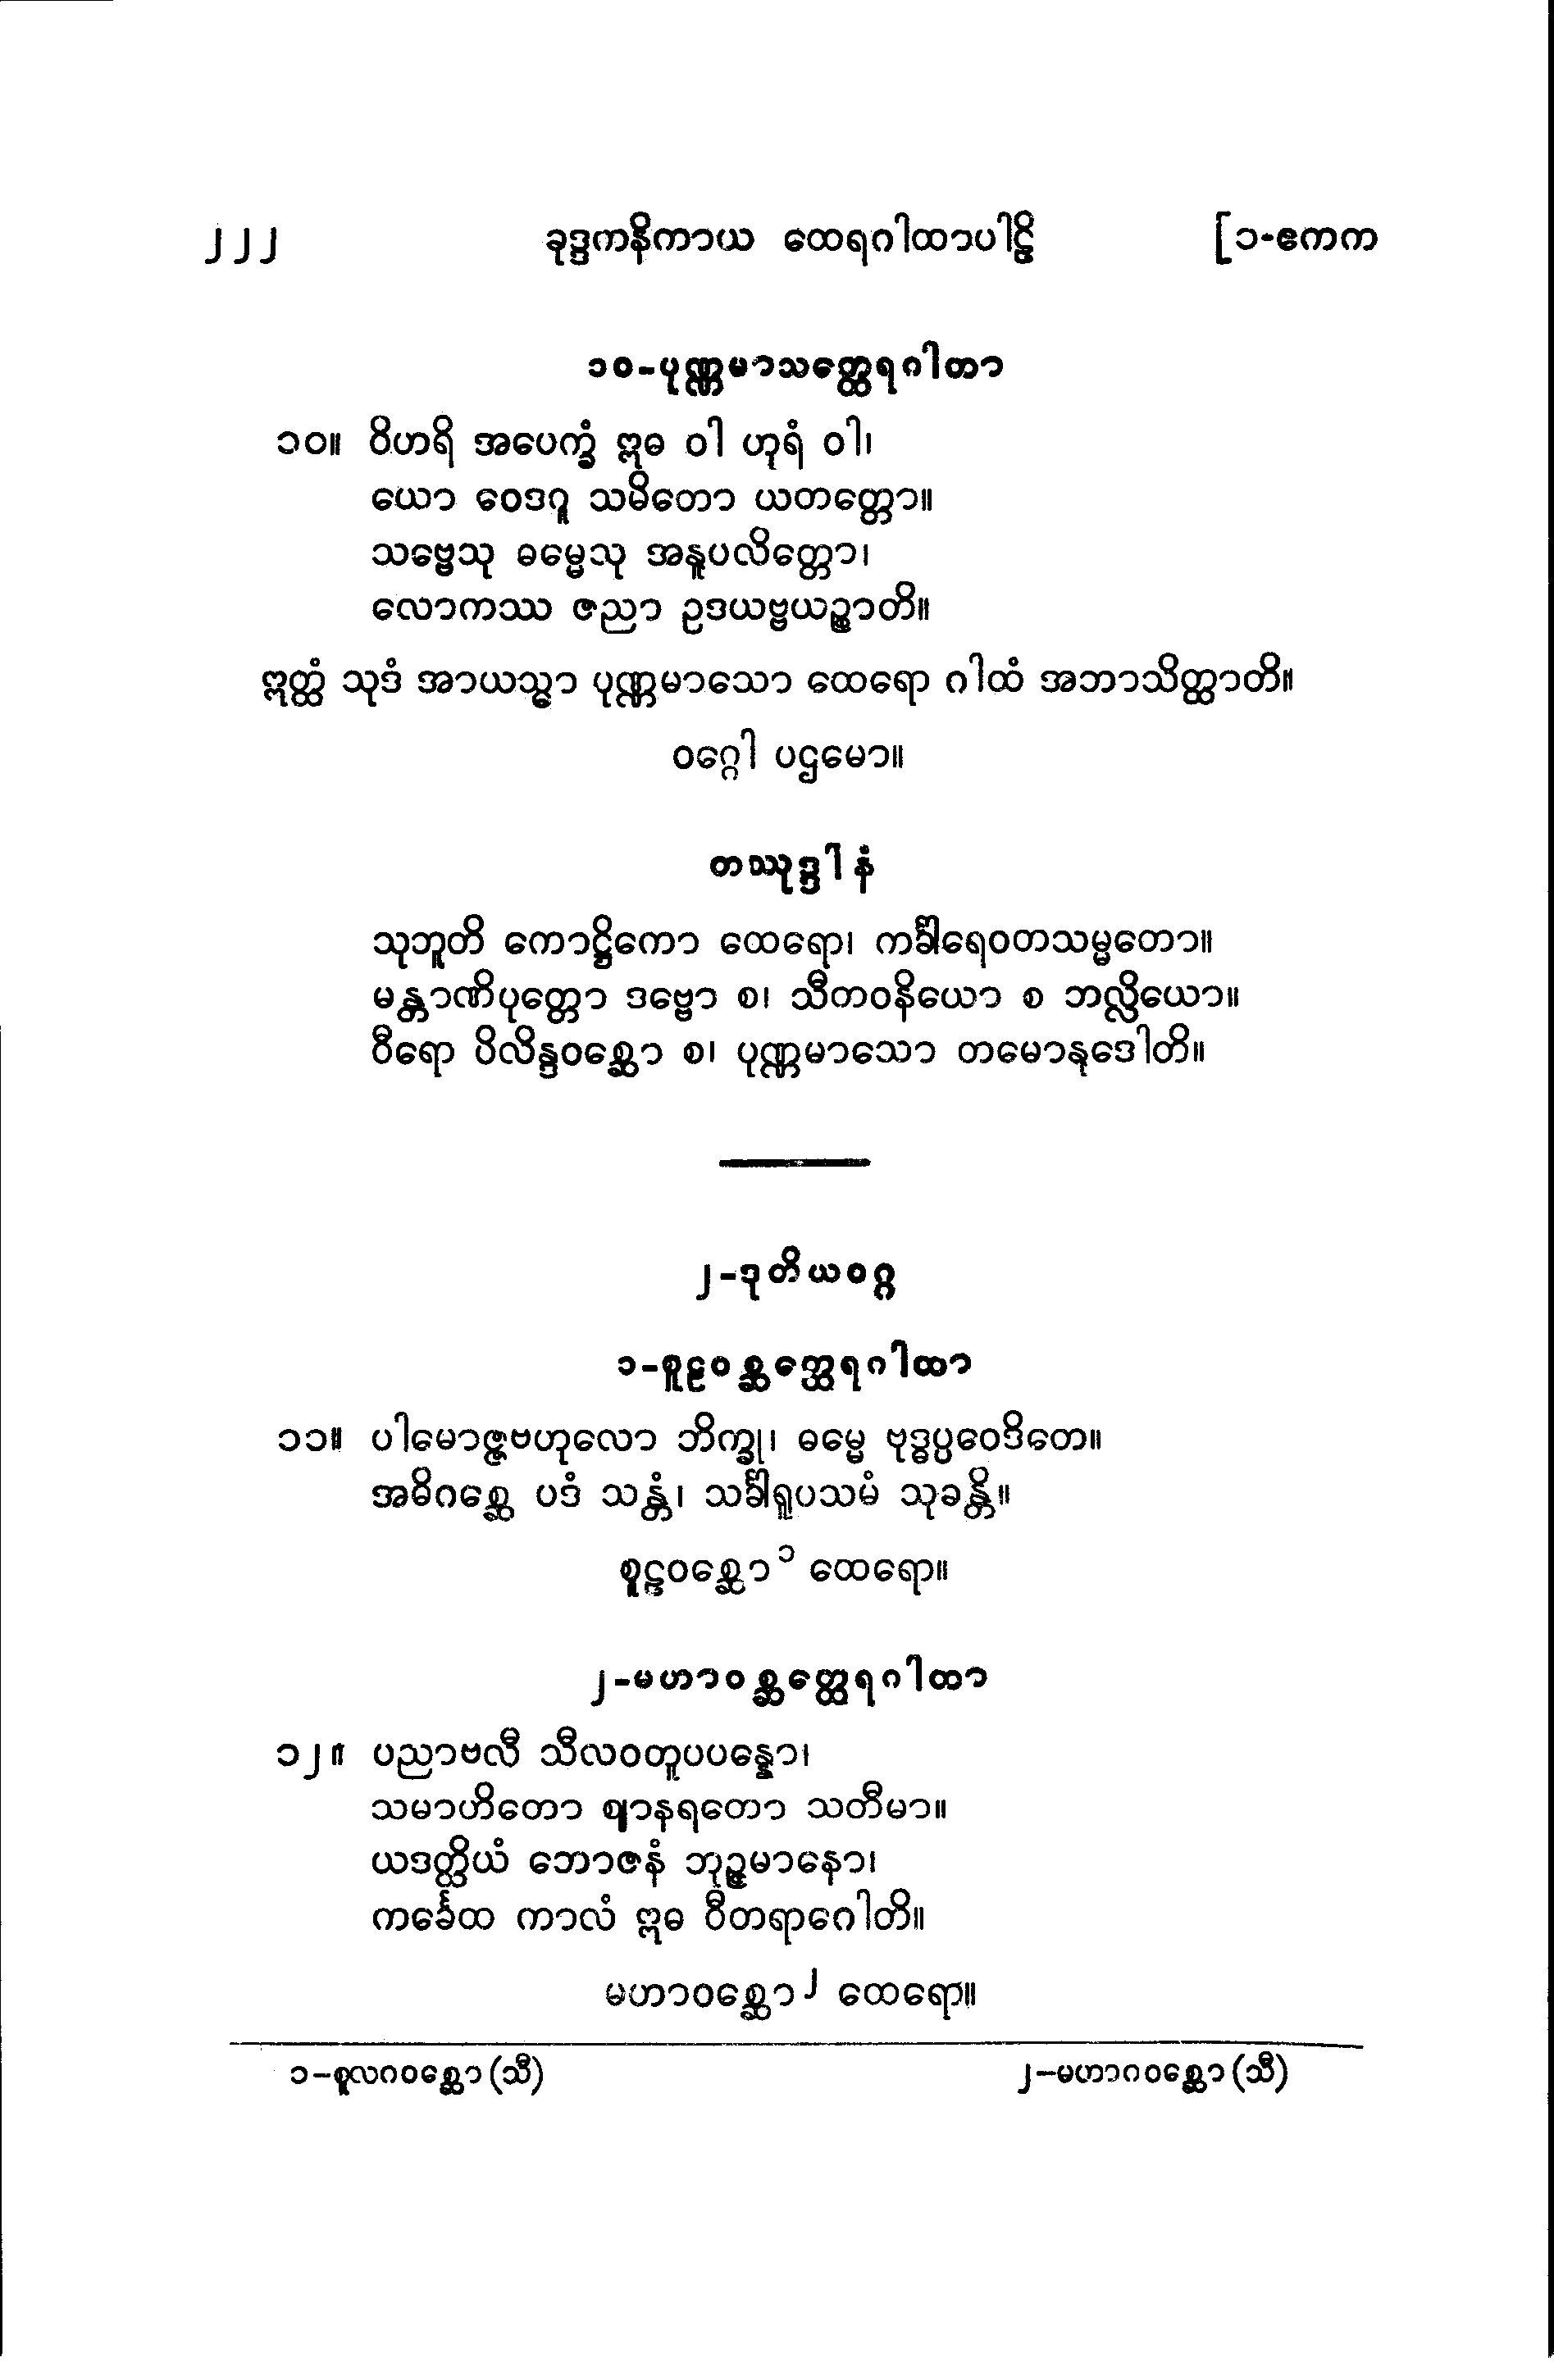 ၂၂၂ ခုဒ္ဒကနိကာယ ထေရဂါထာပါဠိ [၁-ဧကက
၁၀-ပုဏ္ဏမာသတ္ထေရဂါထာ
၁၀။ ဝိဟရိ အပေက္ခံ ဣဓ ဝါ ဟုရံ ဝါ၊
ယော ဝေဒဂူ သမိတော ယတတ္တော။
သဗ္ဗေသု ဓမ္မေသု အနူပလိတ္တော၊
လောကဿ ဇညာ ဥဒယဗ္ဗယဉ္စာတိ။
ဣတ္ထံ သုဒံ အာယသ္မာ ပုဏ္ဏမာသော ထေရော ဂါထံ အဘာသိတ္ထာတိ။
ဝဂ္ဂေါ ပဌမော။
တဿုဒ္ဒါနံ
သုဘူတိ ကောဋ္ဌိကော ထေရော၊ ကင်္ခါရေဝတသမ္မတော။
မန္တာဏိပုတ္တော ဒဗ္ဗော စ၊ သီတဝနိယော စ ဘလ္လိယော။
ဝီရော ပိလိန္ဒဝစ္ဆော စ၊ ပုဏ္ဏမာသော တမောနုဒေါတိ။
၂-ဒုတိယဝဂ္ဂ
၁-စူဠဝစ္ဆတ္ထေရဂါထာ
၁၁။ ပါမောဇ္ဇဗဟုလော ဘိက္ခု၊ ဓမ္မေ ဗုဒ္ဓပ္ပဝေဒိတေ။
အဓိဂစ္ဆေ ပဒံ သန္တံ၊ သင်္ခါရူပသမံ သုခန္တိ။
စူဠဝစ္ဆော၁ ထေရော။
၂-မဟာဝစ္ဆတ္ထေရဂါထာ
၁၂။ ပညာဗလီ သီလဝတူပပန္နော၊
သမာဟိတော ဈာနရတော သတီမာ။
ယဒတ္ထိယံ ဘောဇနံ ဘုဉ္ဇမာနော၊
ကင်္ခေထ ကာလံ ဣဓ ဝီတရာဂေါတိ။
မဟာဝစ္ဆော၂ ထေရော။
၁-စူလဂဝစ္ဆော (သီ) ၂-မဟာဂဝစ္ဆော (သီ)